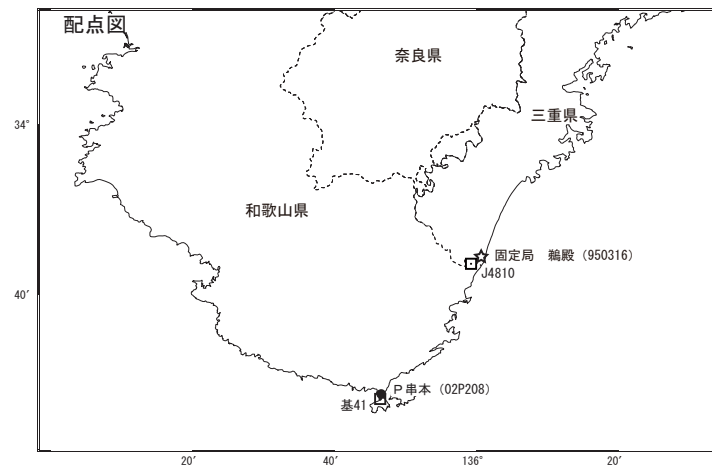 配点図
奈良県
34°
三重県
和歌山県
固定局 鵜殿（950316）
J4810
40′
Ｐ串本（02P208）
基41
20′
40′
136°
20′